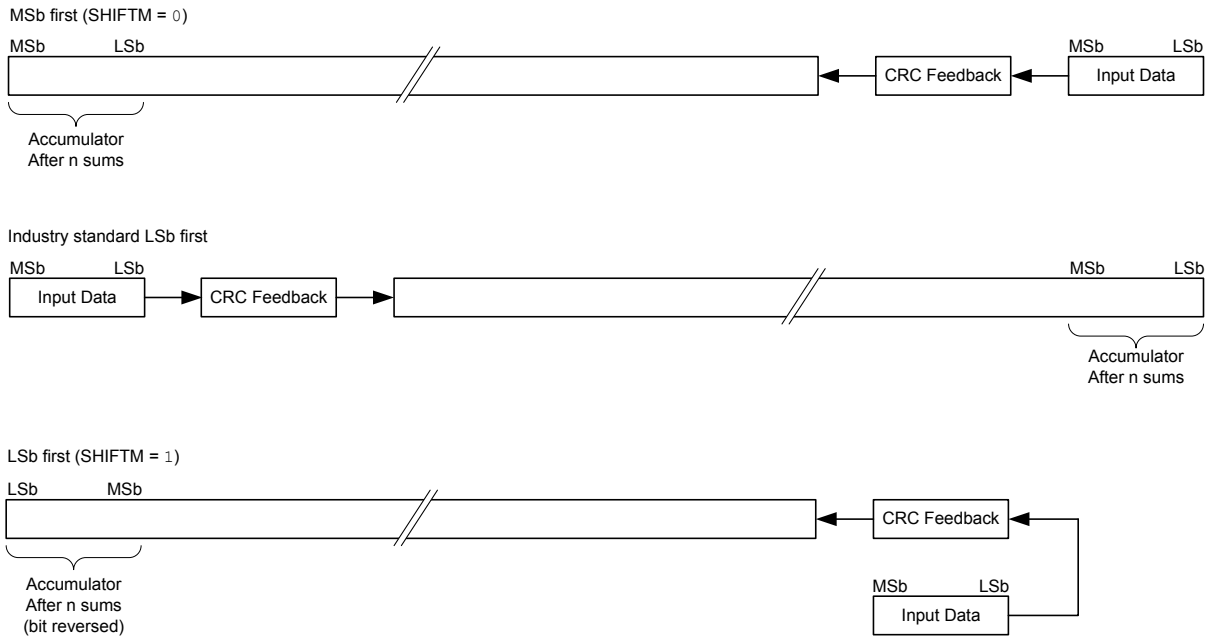 MSb first (SHIFTM = 0)
MSb LSb MSb LSb
CRC Feedback Input Data
Accumulator
After n sums
Industry standard LSb first
MSb LSb MSb LSb
Input Data CRC Feedback
Accumulator
After n sums
LSb first (SHIFTM = 1)
LSb MSb
CRC Feedback
Accumulator
After n sums
(bit reversed)
MSb LSb
Input Data